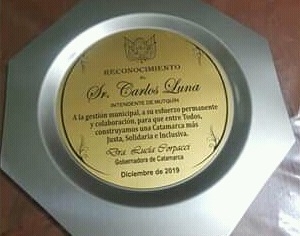 RECONOCIMIENTO
AL
Sr. Carlos Luna
INTENDENTE DE MUTQUÍN
A la gestión municipal, a su esfuerzo permanente
y colaboración, para que entre Todos,
construyamos una Catamarca más
Justa, Solidaria e Inclusiva.
Dra. Lucía Corpacci
Gobernadora de Catamarca
Diciembre de 2019